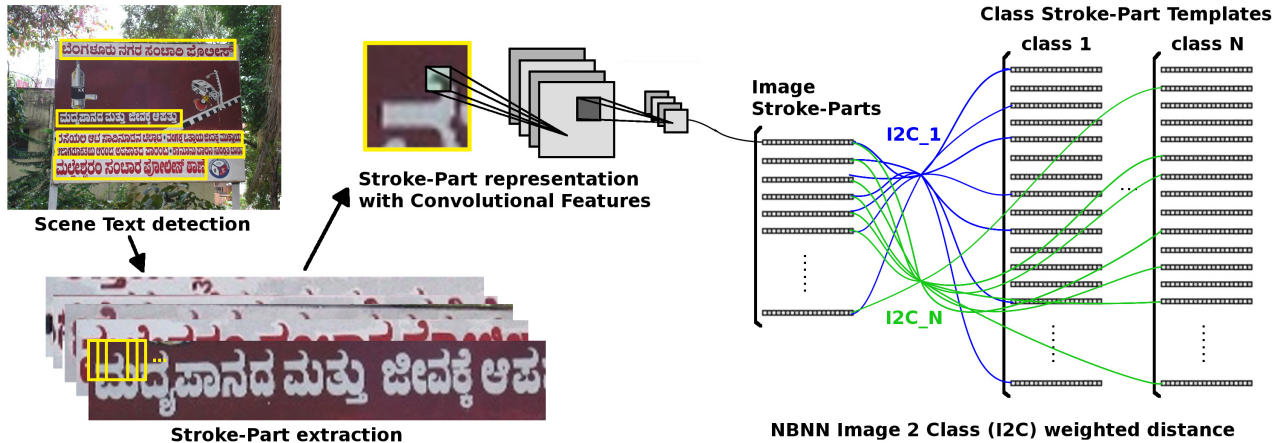 Class Stroke-Part Templates
class 1
class N
Image
Stroke-Parts
I2C_1
I2C_N
...
Stroke-Part representation
with Convolutional Features
ಬೆಂಗಳೂರು ನಗರ ಸಂಚಾರಿ ಪೊಲೀಸ್
ಮದ್ಯಪಾನದ ಮತ್ತು ಜೀವಕ್ಕೆ ಆಪತ್ತು
ಮಲ್ಲೇಶ್ವರಂ ಸಂಚಾರ ಪೋಲೀಸ್ ಠಾಣೆ
Scene Text detection
ಮದ್ಯಪಾನದ ಮತ್ತು ಜೀವಕ್ಕೆ ಆಪ
Stroke-Part extraction
NBNN Image 2 Class (I2C) weighted distance